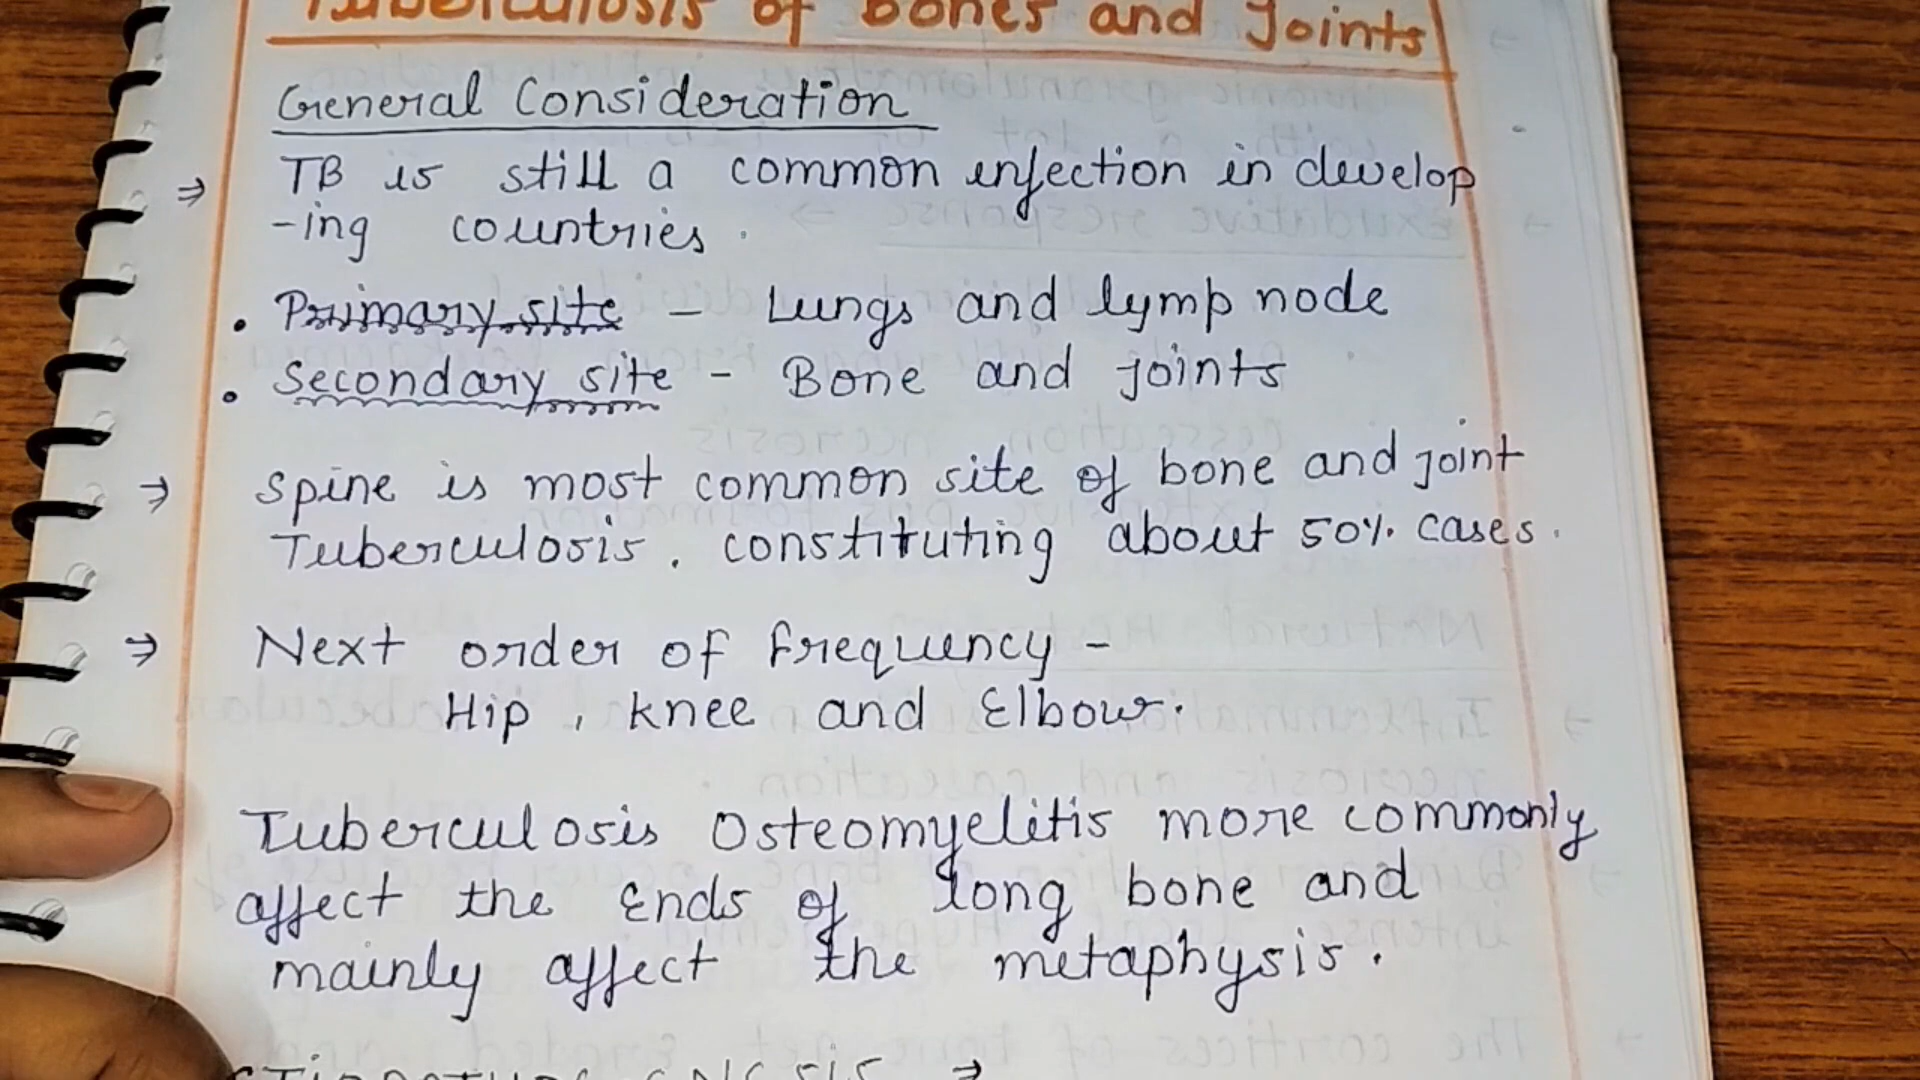 Tuberculosis of Bones and Joints
General Consideration
⇒ TB is still a common infection in develop
-ing countries.
• Primary site - Lungs and lymp node
• Secondary site - Bone and joints
⇒ Spine is most common site of bone and joint
Tuberculosis. constituting about 50% cases.
⇒ Next order of frequency -
Hip, knee and Elbow.
Tuberculosis Osteomyelitis more commonly
affect the Ends of long bone and
mainly affect the metaphysis.